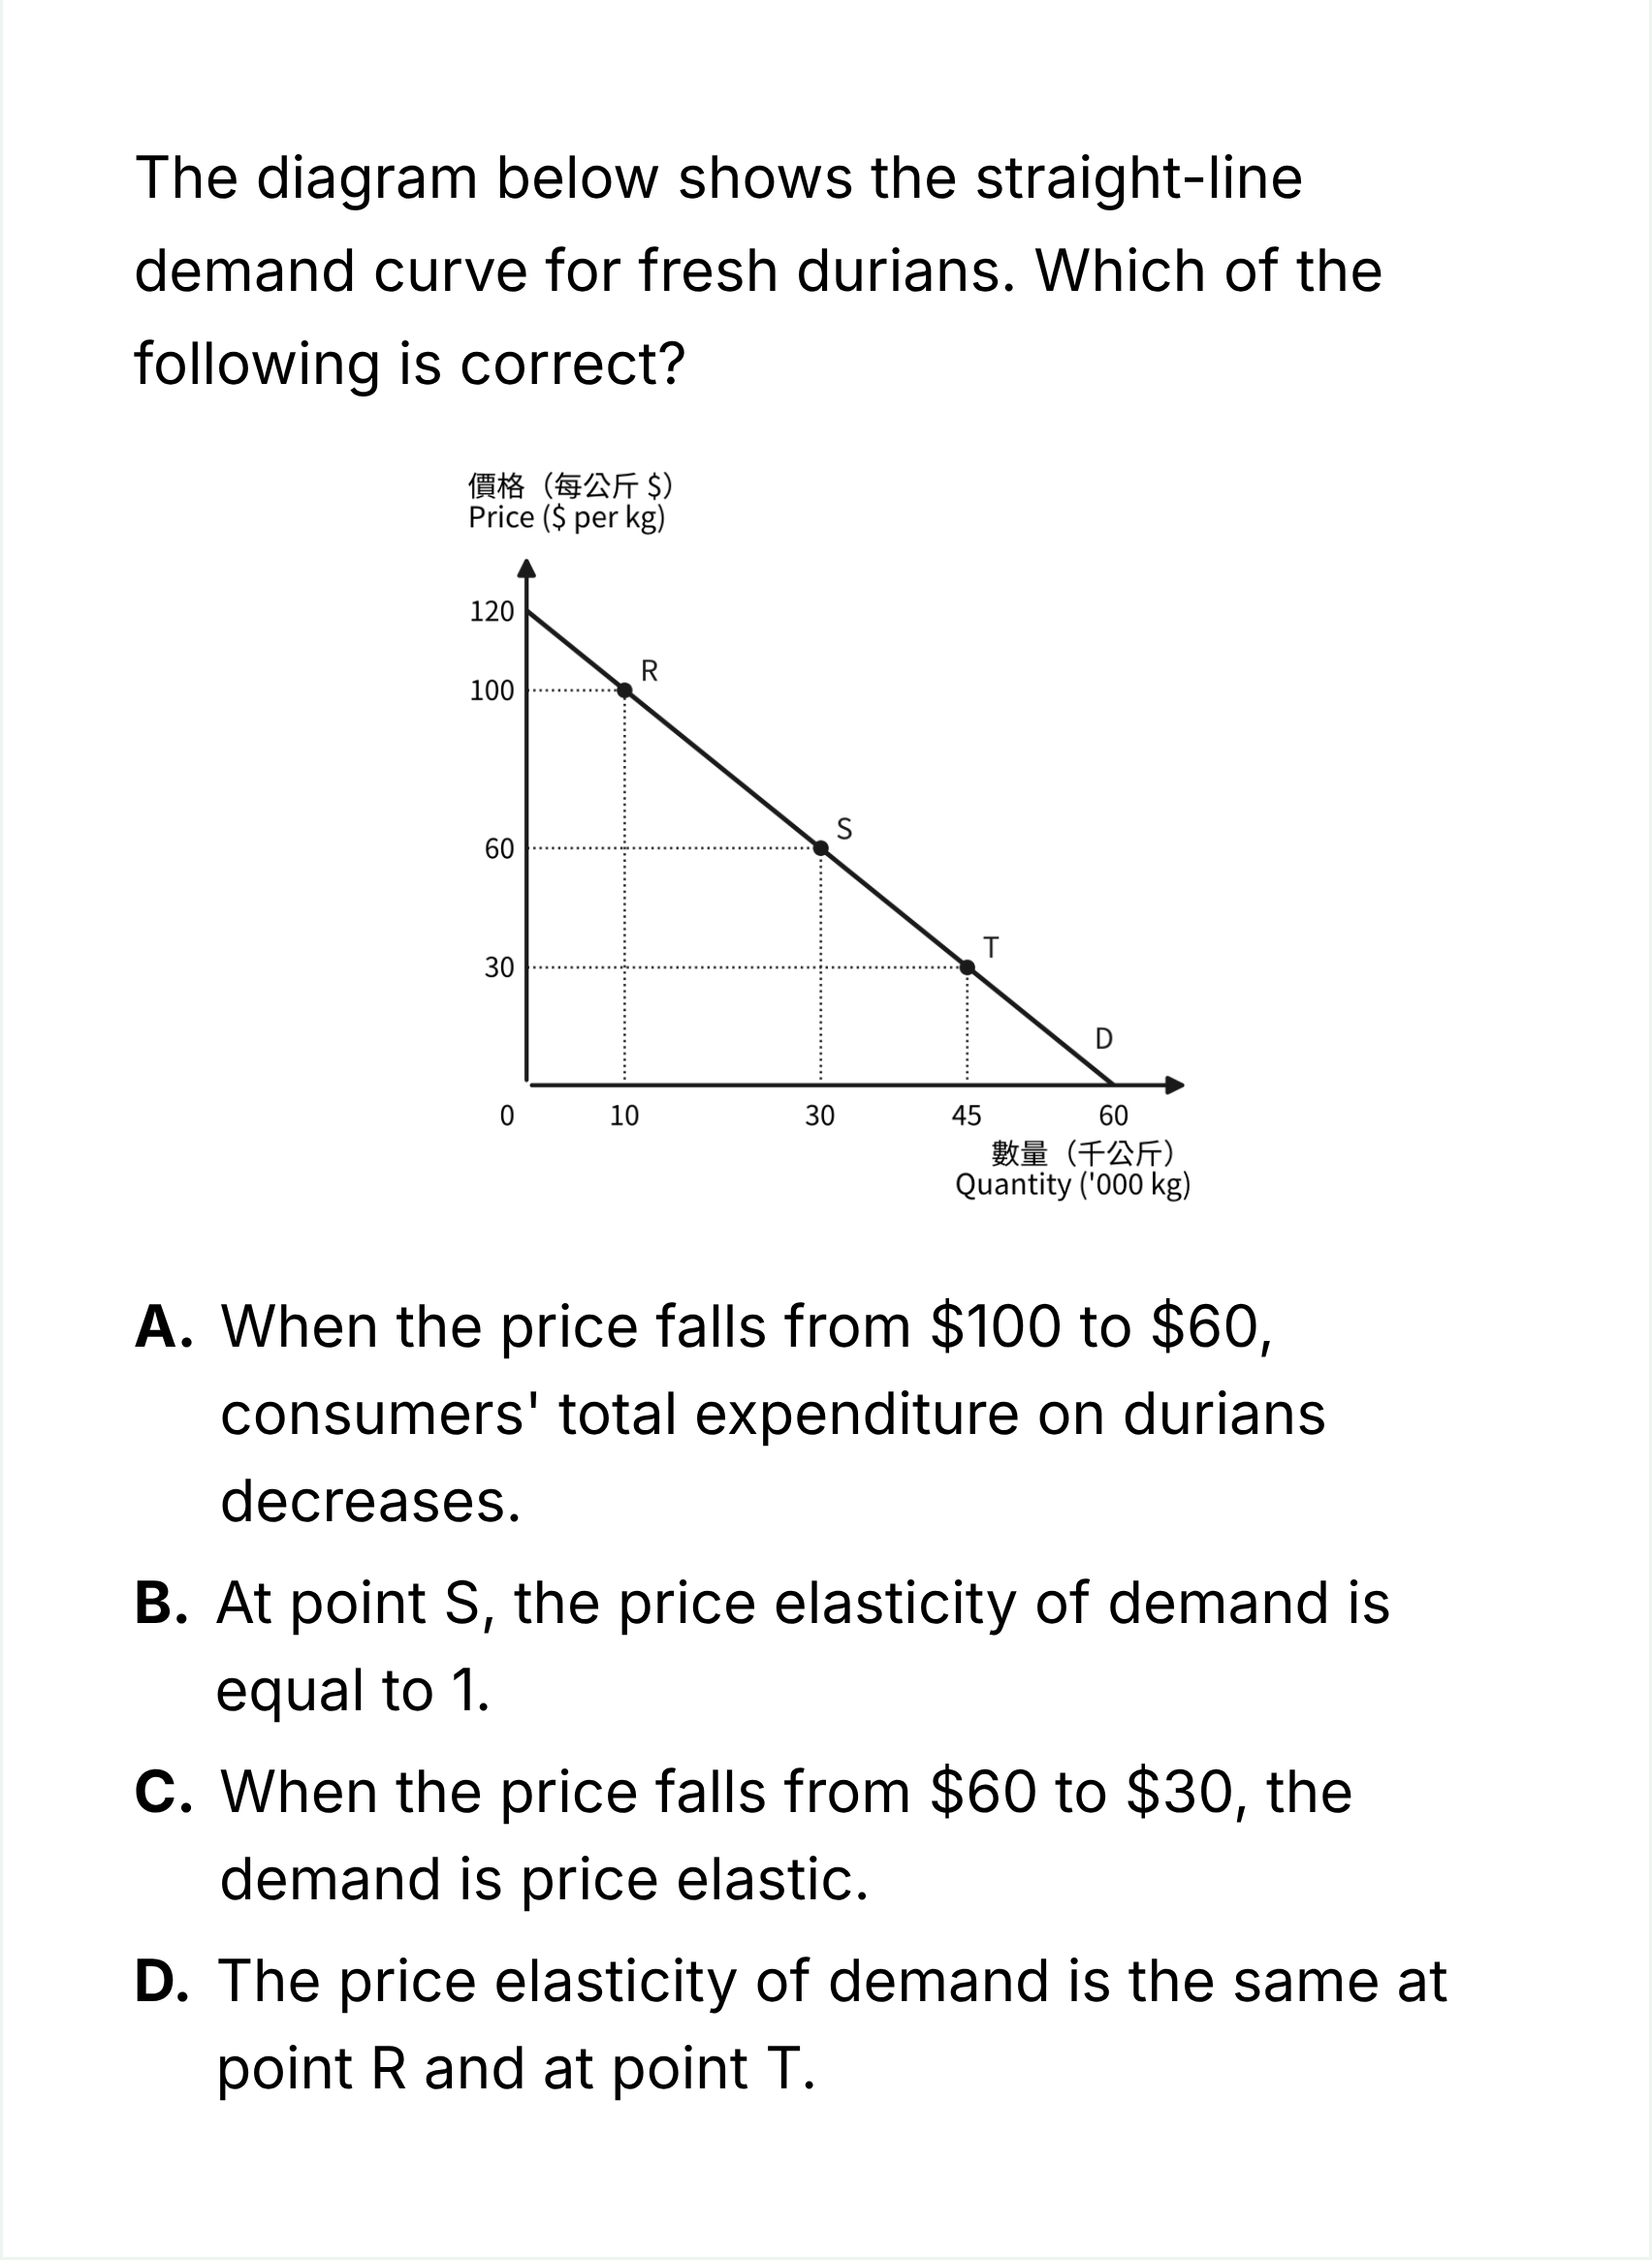 The diagram below shows the straight-line
demand curve for fresh durians. Which of the
following is correct?
價格（每公斤 $）
Price ($ per kg)
120
R
100
S
60
T
30
D
0 10 30 45 60
數量（千公斤）
Quantity ('000 kg)
A. When the price falls from $100 to $60,
consumers' total expenditure on durians
decreases.
B. At point S, the price elasticity of demand is
equal to 1.
C. When the price falls from $60 to $30, the
demand is price elastic.
D. The price elasticity of demand is the same at
point R and at point T.